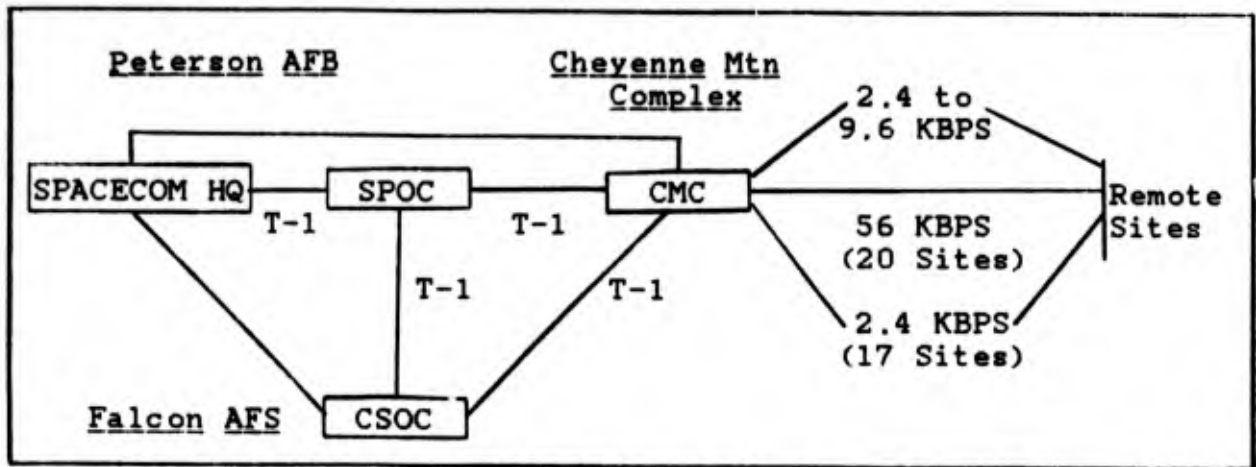 Peterson AFB
Cheyenne Mtn
Complex
2.4 to
9.6 KBPS
SPACECOM HQ
SPOC
CMC
Remote
Sites
T-1
T-1
56 KBPS
(20 Sites)
T-1
T-1
2.4 KBPS
(17 Sites)
Falcon AFS
CSOC